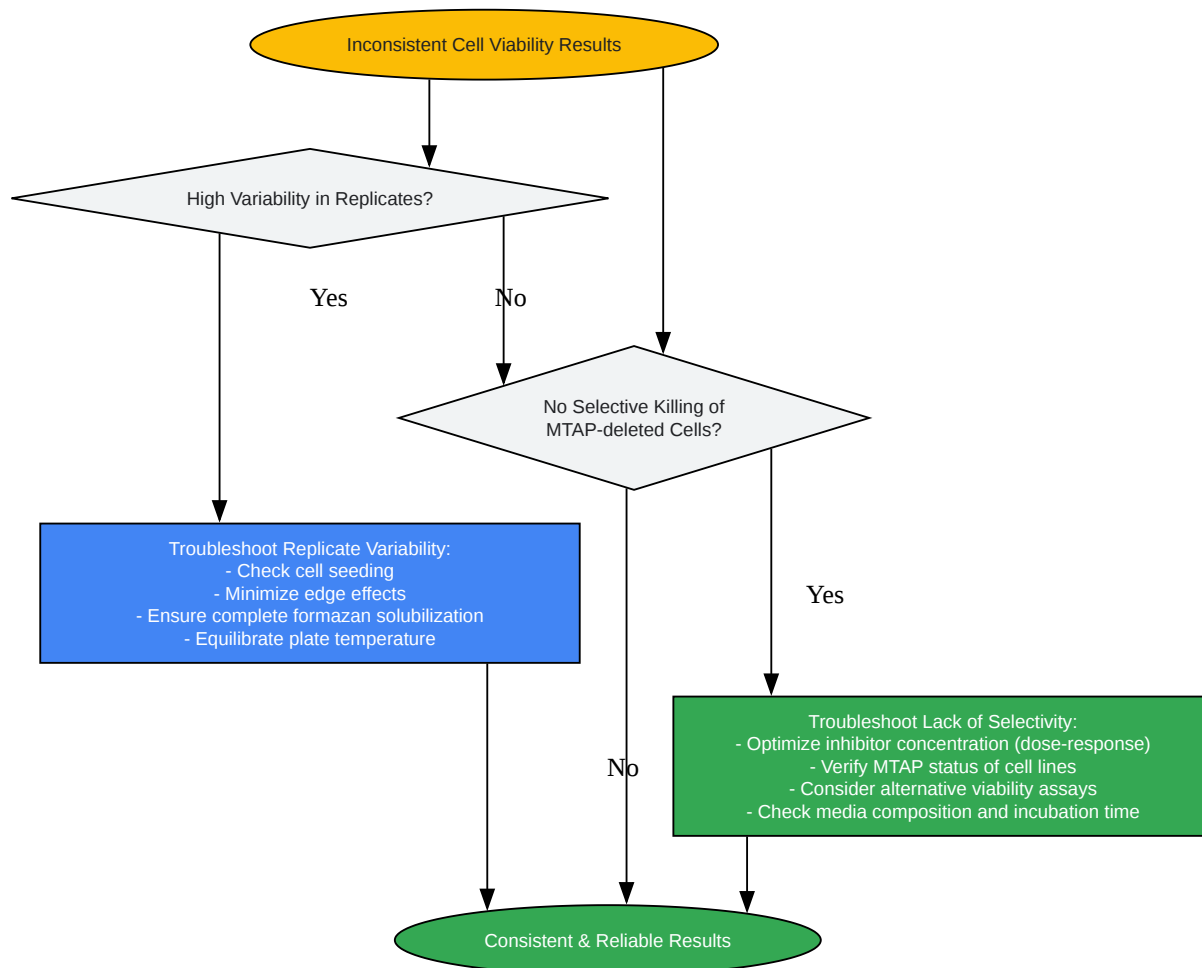 Inconsistent Cell Viability Results
High Variability in Replicates?
Yes
No
No Selective Killing of
MTAP-deleted Cells?
Troubleshoot Replicate Variability:
- Check cell seeding
- Minimize edge effects
- Ensure complete formazan solubilization
- Equilibrate plate temperature
Yes
Troubleshoot Lack of Selectivity:
- Optimize inhibitor concentration (dose-response)
- Verify MTAP status of cell lines
- Consider alternative viability assays
- Check media composition and incubation time
No
Consistent & Reliable Results